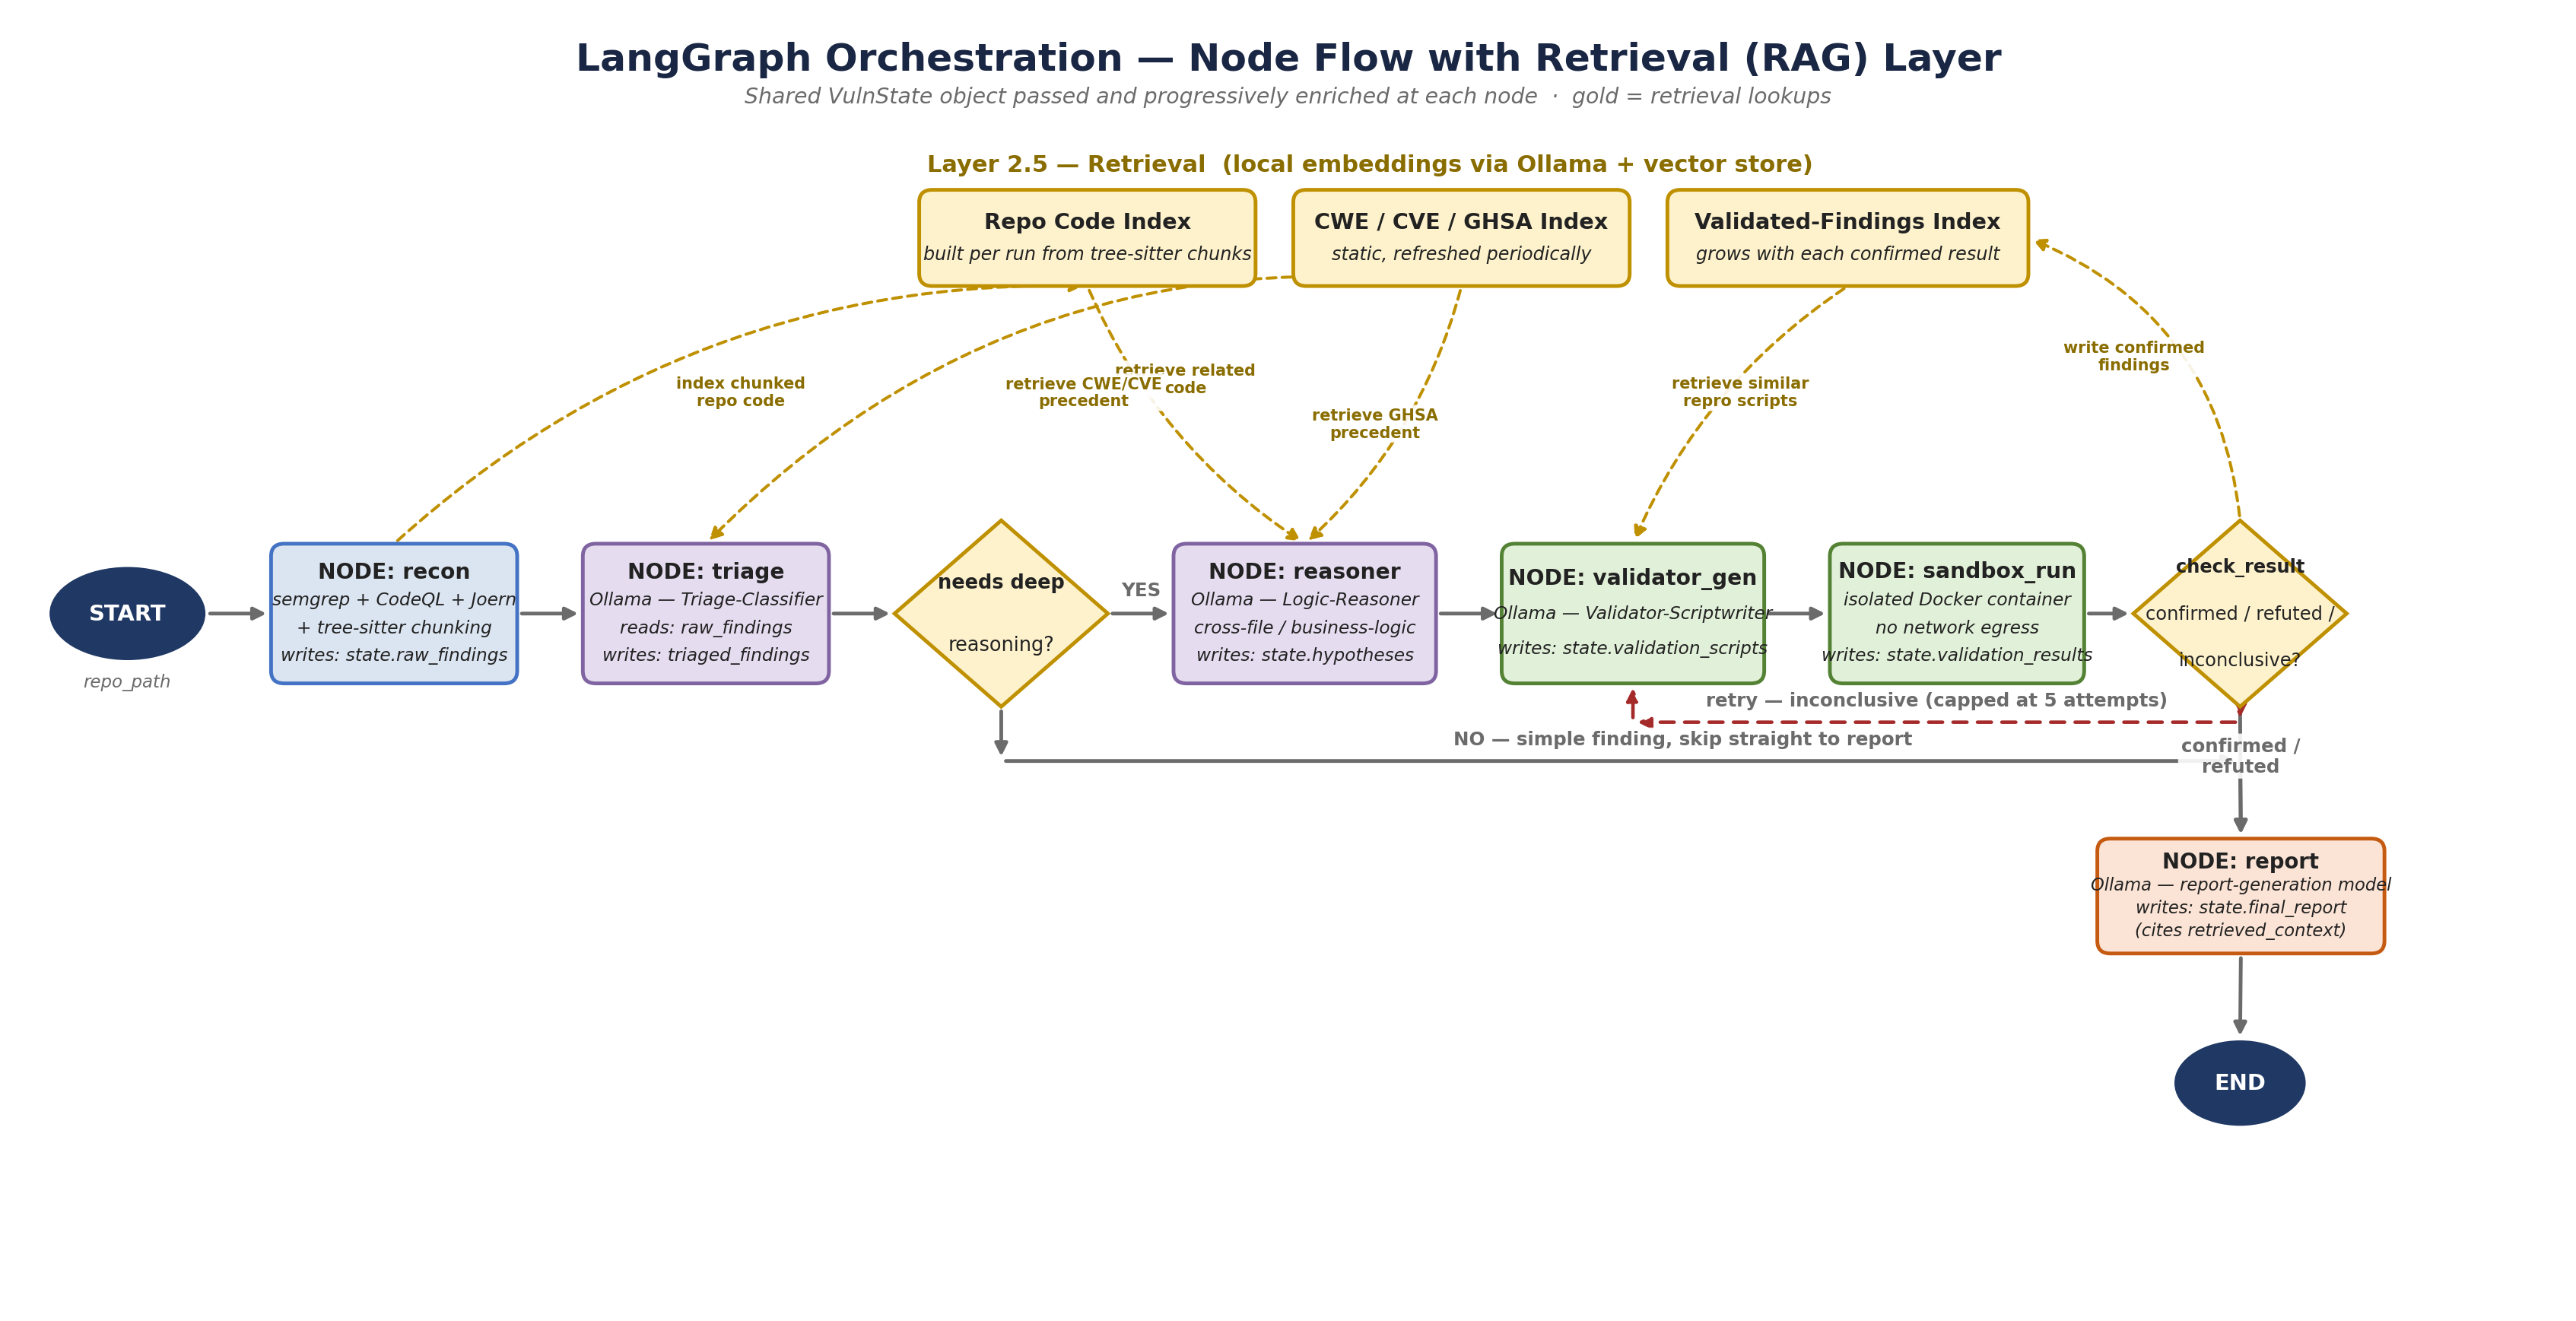 LangGraph Orchestration — Node Flow with Retrieval (RAG) Layer
Shared VulnState object passed and progressively enriched at each node · gold = retrieval lookups
Layer 2.5 — Retrieval (local embeddings via Ollama + vector store)
Repo Code Index
built per run from tree-sitter chunks
CWE / CVE / GHSA Index
static, refreshed periodically
Validated-Findings Index
grows with each confirmed result
index chunked
repo code
retrieve CWE/CVE
precedent
retrieve related
code
retrieve GHSA
precedent
retrieve similar
repro scripts
write confirmed
findings
START
repo_path
NODE: recon
semgrep + CodeQL + Joern
+ tree-sitter chunking
writes: state.raw_findings
NODE: triage
Ollama — Triage-Classifier
reads: raw_findings
writes: triaged_findings
needs deep
reasoning?
YES
NODE: reasoner
Ollama — Logic-Reasoner
cross-file / business-logic
writes: state.hypotheses
NODE: validator_gen
Ollama — Validator-Scriptwriter
writes: state.validation_scripts
NODE: sandbox_run
isolated Docker container
no network egress
writes: state.validation_results
check_result
confirmed / refuted /
inconclusive?
retry — inconclusive (capped at 5 attempts)
NO — simple finding, skip straight to report
confirmed /
refuted
NODE: report
Ollama — report-generation model
writes: state.final_report
(cites retrieved_context)
END